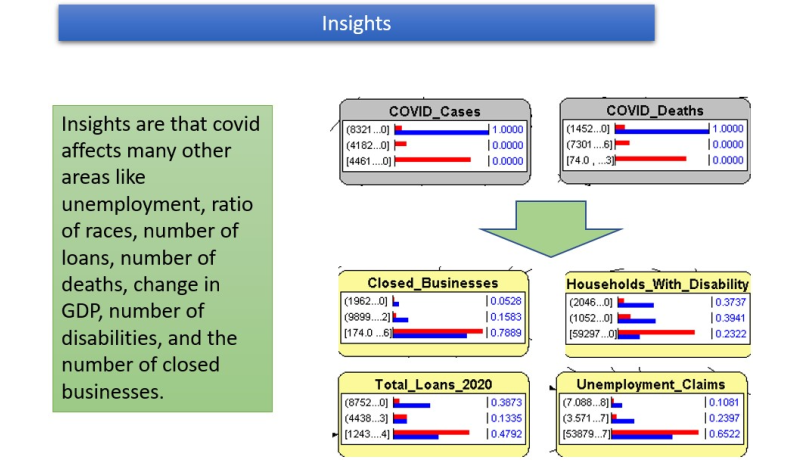 Insights
Insights are that covid
affects many other
areas like
unemployment, ratio
of races, number of
loans, number of
deaths, change in
GDP, number of
disabilities, and the
number of closed
businesses.
COVID_Cases
(8321...0] 1.0000
(4182...0] 0.0000
[4461....0] 0.0000
COVID_Deaths
(1452...0] 1.0000
(7301...6] 0.0000
[74.0 , ...3] 0.0000
Closed_Businesses
(1962...0] 0.0528
(9899...2] 0.1583
[174.0 ...6] 0.7889
Households_With_Disability
(2046...0] 0.3737
(1052...0] 0.3941
[59297...0] 0.2322
Total_Loans_2020
(8752...0] 0.3873
(4438...3] 0.1335
[1243....4] 0.4792
Unemployment_Claims
(7.088...8] 0.1081
(3.571...7] 0.2397
[53879...7] 0.6522